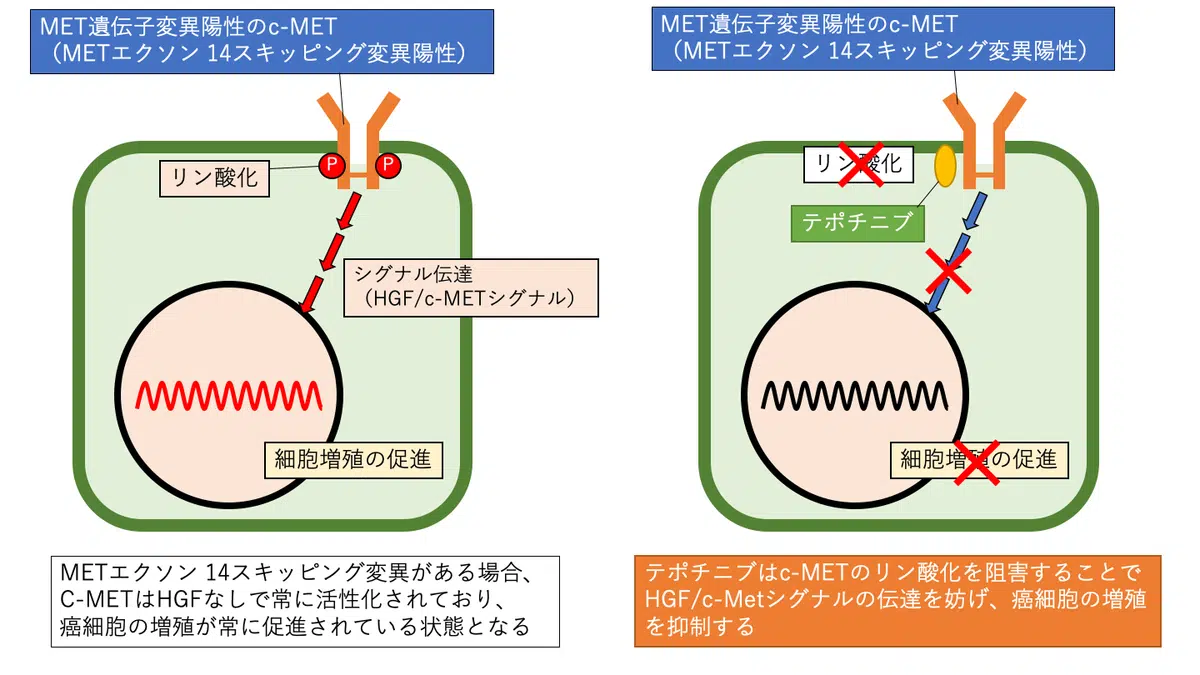 MET遺伝子変異陽性のc-MET
（METエクソン 14スキッピング変異陽性）
P
P
リン酸化
シグナル伝達
（HGF/c-METシグナル）
細胞増殖の促進
METエクソン 14スキッピング変異がある場合、
C-METはHGFなしで常に活性化されており、
癌細胞の増殖が常に促進されている状態となる
MET遺伝子変異陽性のc-MET
（METエクソン 14スキッピング変異陽性）
リン酸化
テポチニブ
細胞増殖の促進
テポチニブはc-METのリン酸化を阻害することで
HGF/c-Metシグナルの伝達を妨げ、癌細胞の増殖
を抑制する